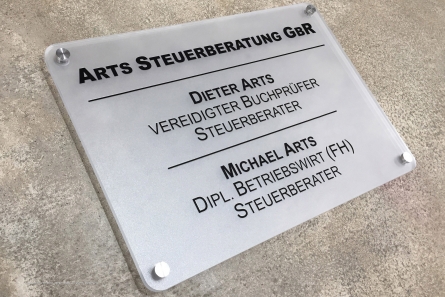 ARTS STEUERBERATUNG GBR
DIETER ARTS
VEREIDIGTER BUCHPRÜFER
STEUERBERATER
MICHAEL ARTS
DIPL. BETRIEBSWIRT (FH)
STEUERBERATER